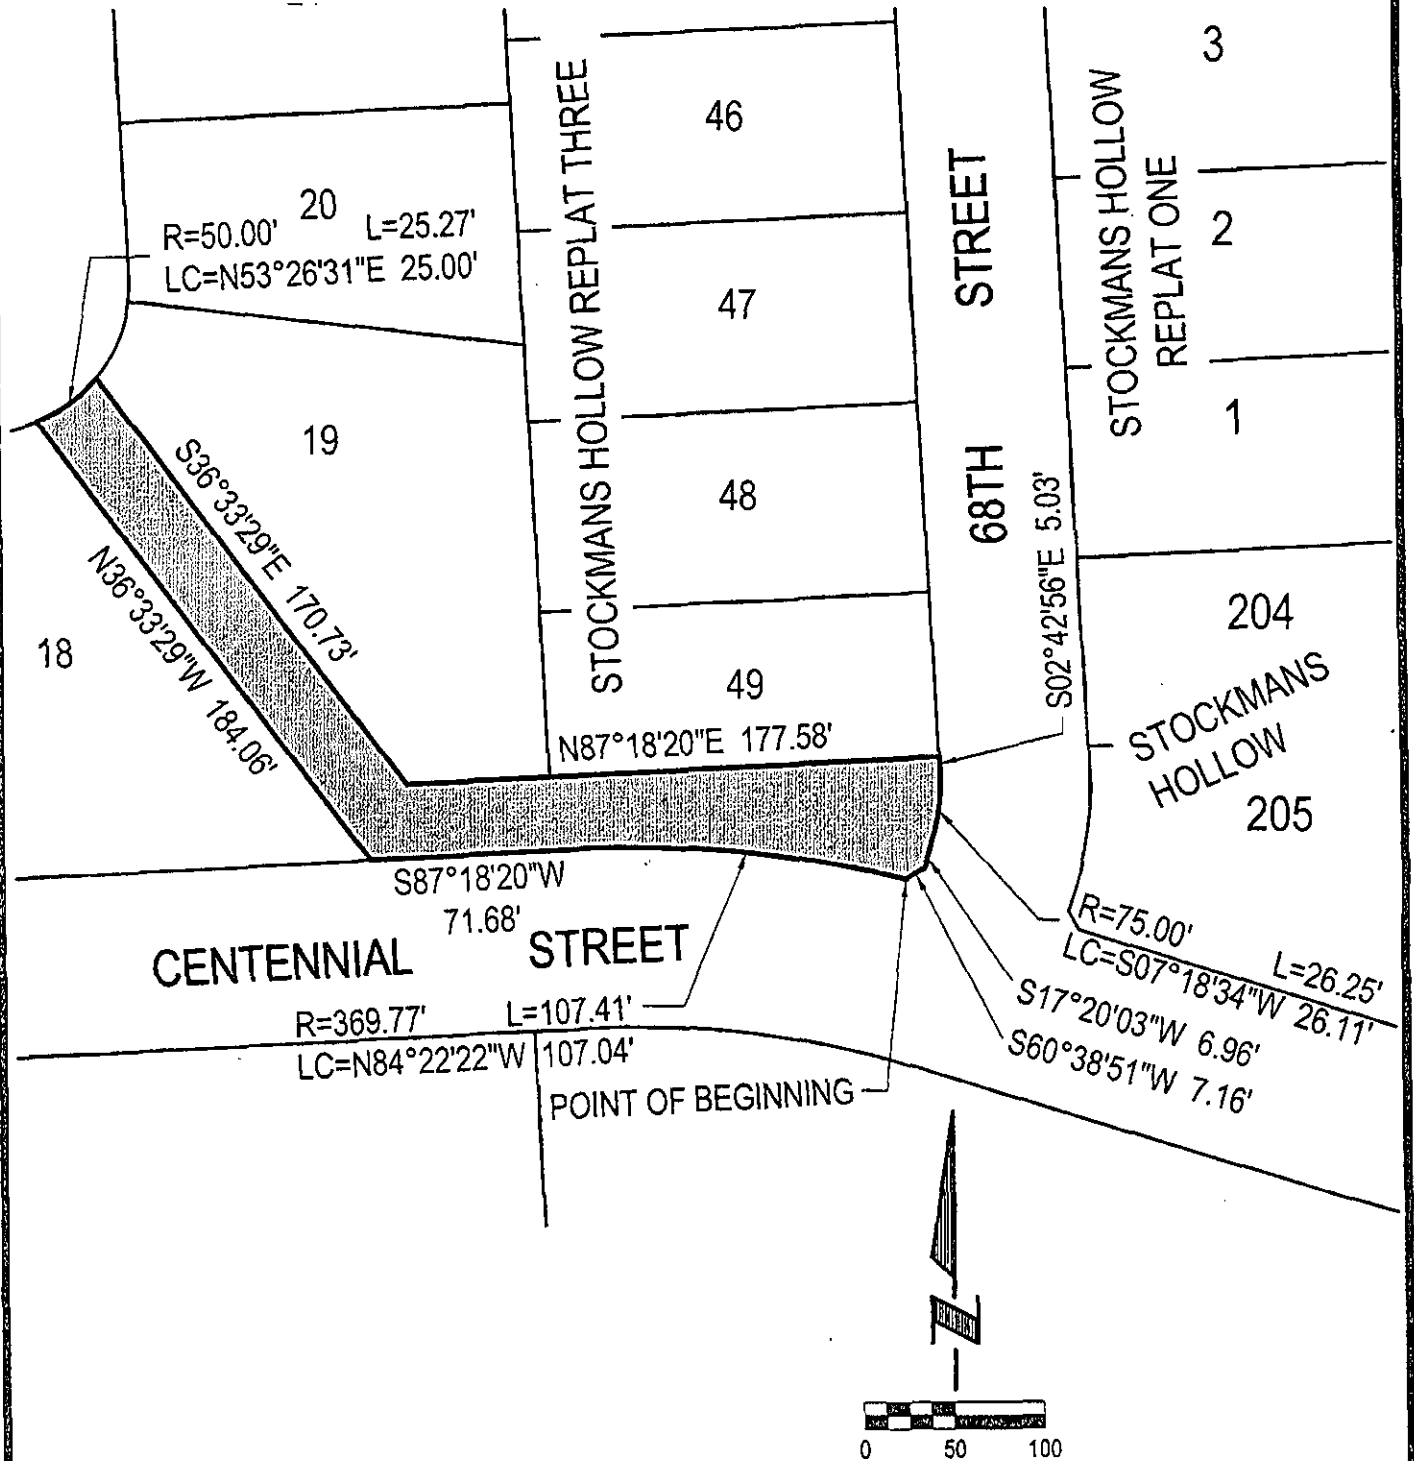 3
46
STOCKMANS HOLLOW REPLAT THREE
STOCKMANS HOLLOW
REPLAT ONE
20
R=50.00' L=25.27'
LC=N53°26'31"E 25.00'
2
47
68TH STREET
19
1
S36°33'29"E 170.73'
48
S02°42'56"E 5.03'
N36°33'29"W 184.06'
18
204
49
STOCKMANS
HOLLOW
N87°18'20"E 177.58'
205
S87°18'20"W
71.68'
CENTENNIAL STREET
R=75.00' L=26.25'
LC=S07°18'34"W 26.11'
S17°20'03"W 6.96'
S60°38'51"W 7.16'
R=369.77' L=107.41'
LC=N84°22'22"W 107.04'
POINT OF BEGINNING
N
0 50 100